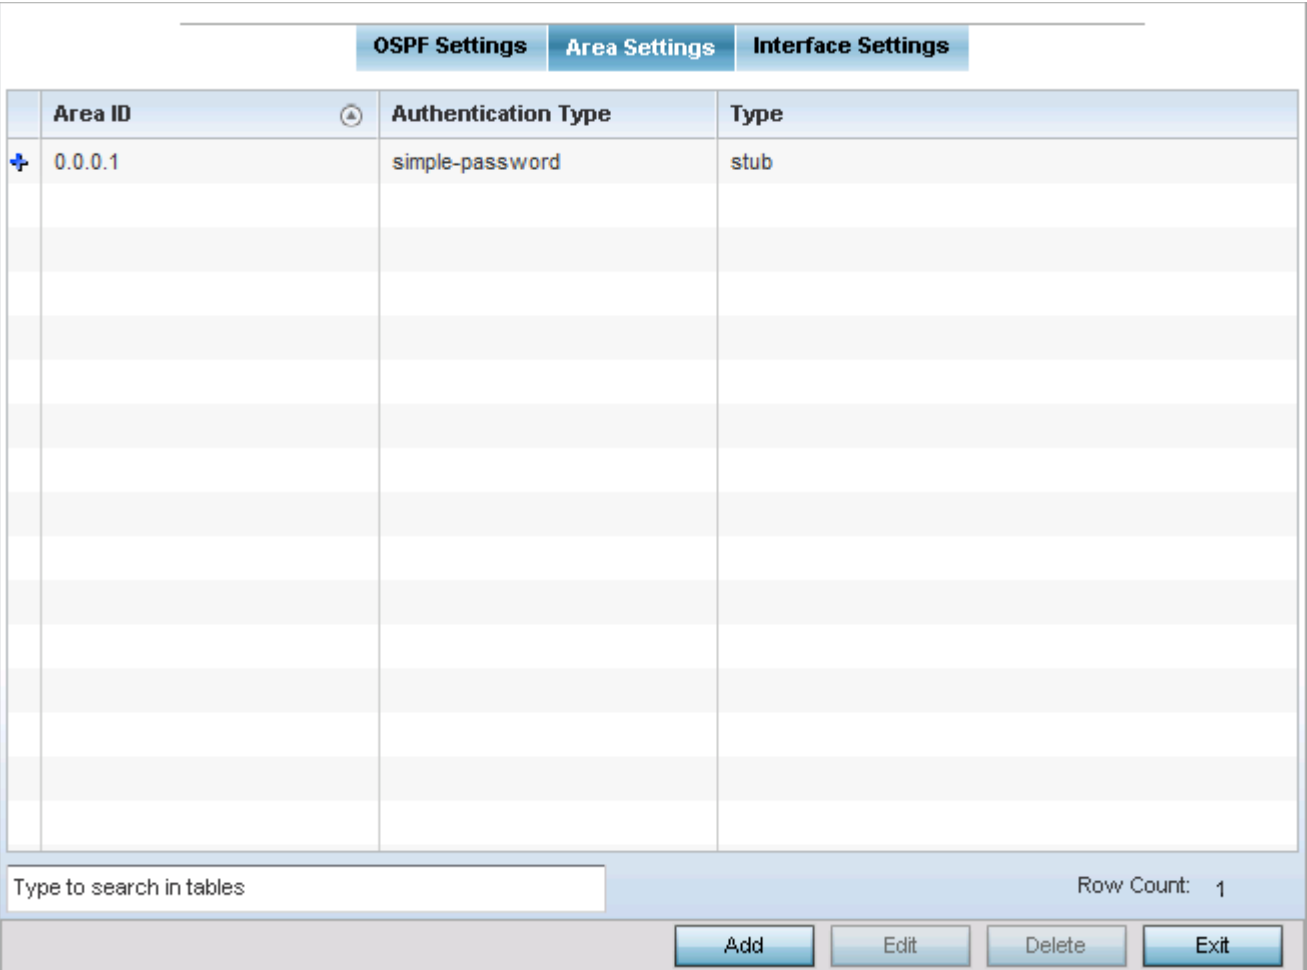 OSPF Settings Area Settings Interface Settings
Area ID Authentication Type Type
0.0.0.1 simple-password stub
Type to search in tables Row Count: 1
Add Edit Delete Exit